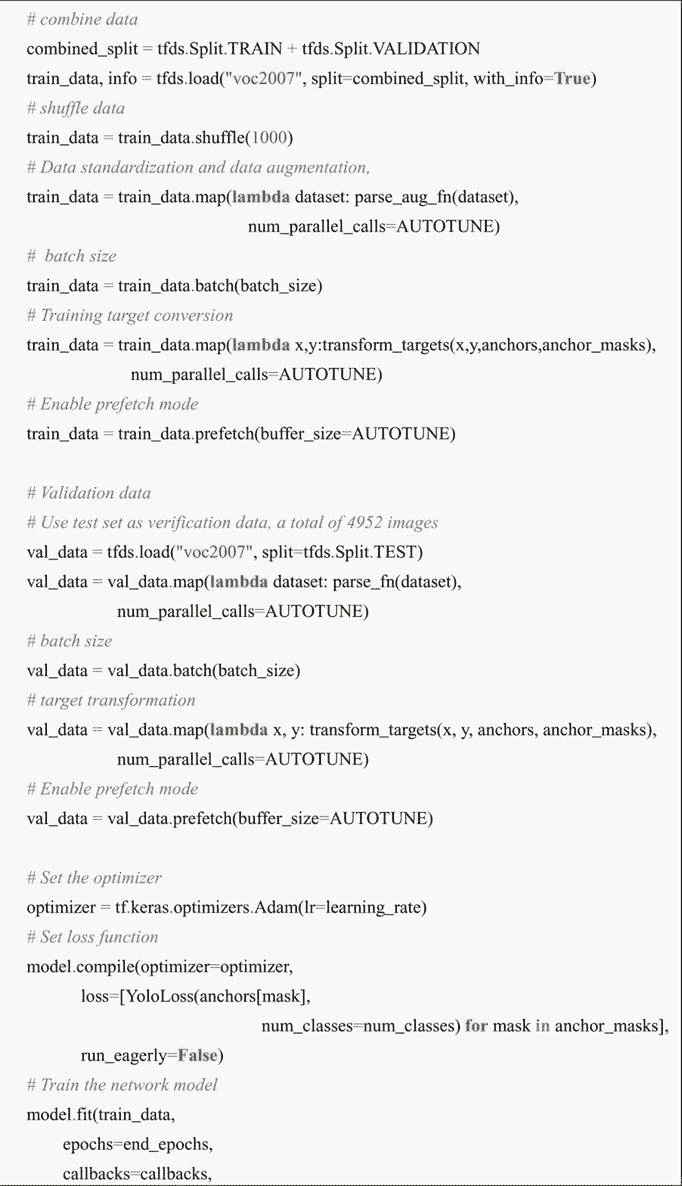 # combine data
combined_split = tfds.Split.TRAIN + tfds.Split.VALIDATION
train_data, info = tfds.load("voc2007", split=combined_split, with_info=True)
# shuffle data
train_data = train_data.shuffle(1000)
# Data standardization and data augmentation,
train_data = train_data.map(lambda dataset: parse_aug_fn(dataset),
num_parallel_calls=AUTOTUNE)
# batch size
train_data = train_data.batch(batch_size)
# Training target conversion
train_data = train_data.map(lambda x,y:transform_targets(x,y,anchors,anchor_masks),
num_parallel_calls=AUTOTUNE)
# Enable prefetch mode
train_data = train_data.prefetch(buffer_size=AUTOTUNE)
# Validation data
# Use test set as verification data, a total of 4952 images
val_data = tfds.load("voc2007", split=tfds.Split.TEST)
val_data = val_data.map(lambda dataset: parse_fn(dataset),
num_parallel_calls=AUTOTUNE)
# batch size
val_data = val_data.batch(batch_size)
# target transformation
val_data = val_data.map(lambda x, y: transform_targets(x, y, anchors, anchor_masks),
num_parallel_calls=AUTOTUNE)
# Enable prefetch mode
val_data = val_data.prefetch(buffer_size=AUTOTUNE)
# Set the optimizer
optimizer = tf.keras.optimizers.Adam(lr=learning_rate)
# Set loss function
model.compile(optimizer=optimizer,
loss=[YoloLoss(anchors[mask],
num_classes=num_classes) for mask in anchor_masks],
run_eagerly=False)
# Train the network model
model.fit(train_data,
epochs=end_epochs,
callbacks=callbacks,